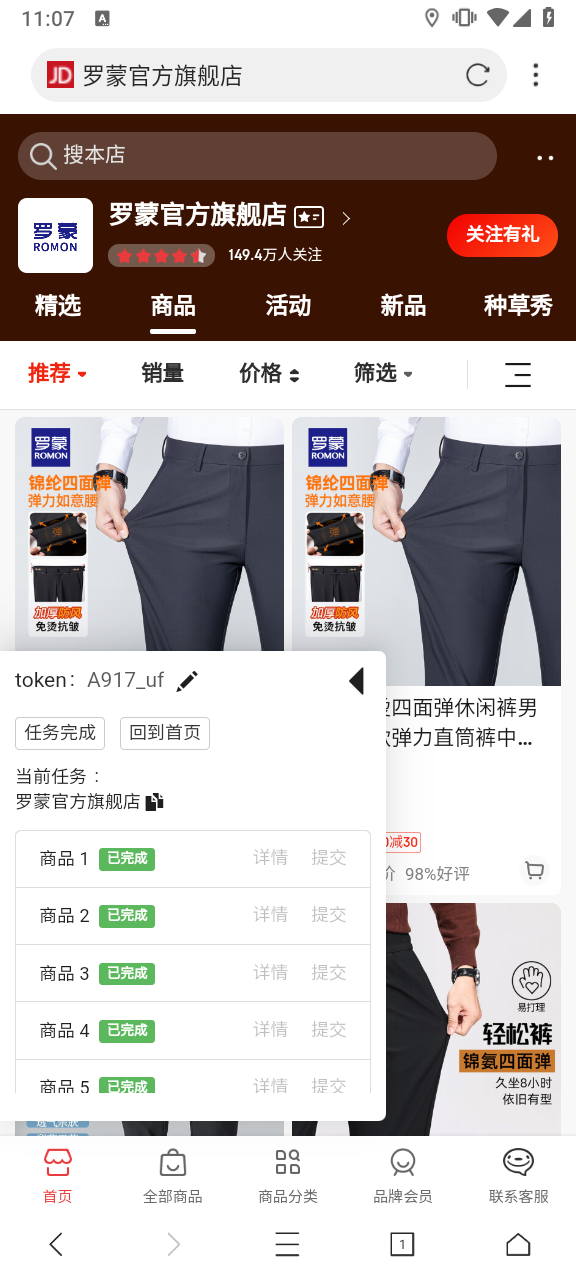 11:07
A
JD 罗蒙官方旗舰店
搜本店
罗蒙
ROMON
罗蒙官方旗舰店
149.4万人关注
关注有礼
精选 商品 活动 新品 种草秀
推荐 销量 价格 筛选
罗蒙
ROMON
锦纶四面弹
弹力如意腰
弹
加厚防风
免烫抗皱
罗蒙
ROMON
锦纶四面弹
弹力如意腰
弹
加厚防风
免烫抗皱
四面弹休闲裤男
弹力直筒裤中...
减30
价 98%好评
易打理
轻松裤
锦氨四面弹
久坐8小时
依旧有型
token: A917_uf
任务完成 回到首页
当前任务：
罗蒙官方旗舰店
商品 1 已完成 详情 提交
商品 2 已完成 详情 提交
商品 3 已完成 详情 提交
商品 4 已完成 详情 提交
商品 5 已完成 详情 提交
首页 全部商品 商品分类 品牌会员 联系客服
1